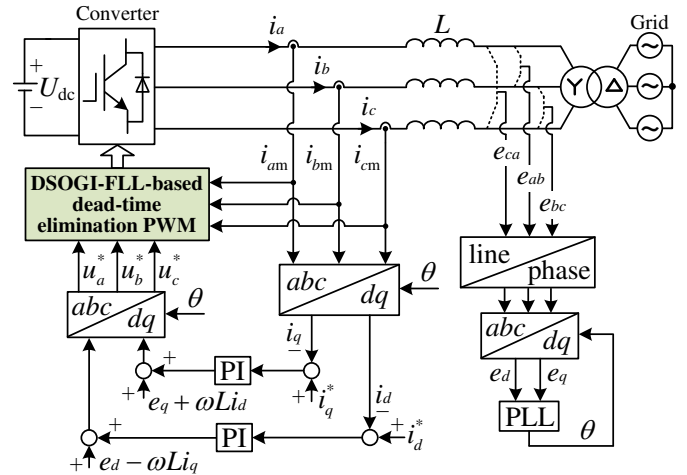 Converter
i_a
L
Grid
+
U_dc
−
i_b
i_c
Y
Δ
~
~
~
i_am
i_bm
i_cm
e_ca
e_ab
e_bc
DSOGI-FLL-based
dead-time
elimination PWM
u_a^*
u_b^*
u_c^*
line
phase
abc
dq
θ
abc
dq
θ
abc
dq
i_q
−
e_d
e_q
+
PI
+
e_q + ωLi_d
+
i_q^*
i_d
−
PLL
θ
+
PI
+
i_d^*
+
e_d − ωLi_q